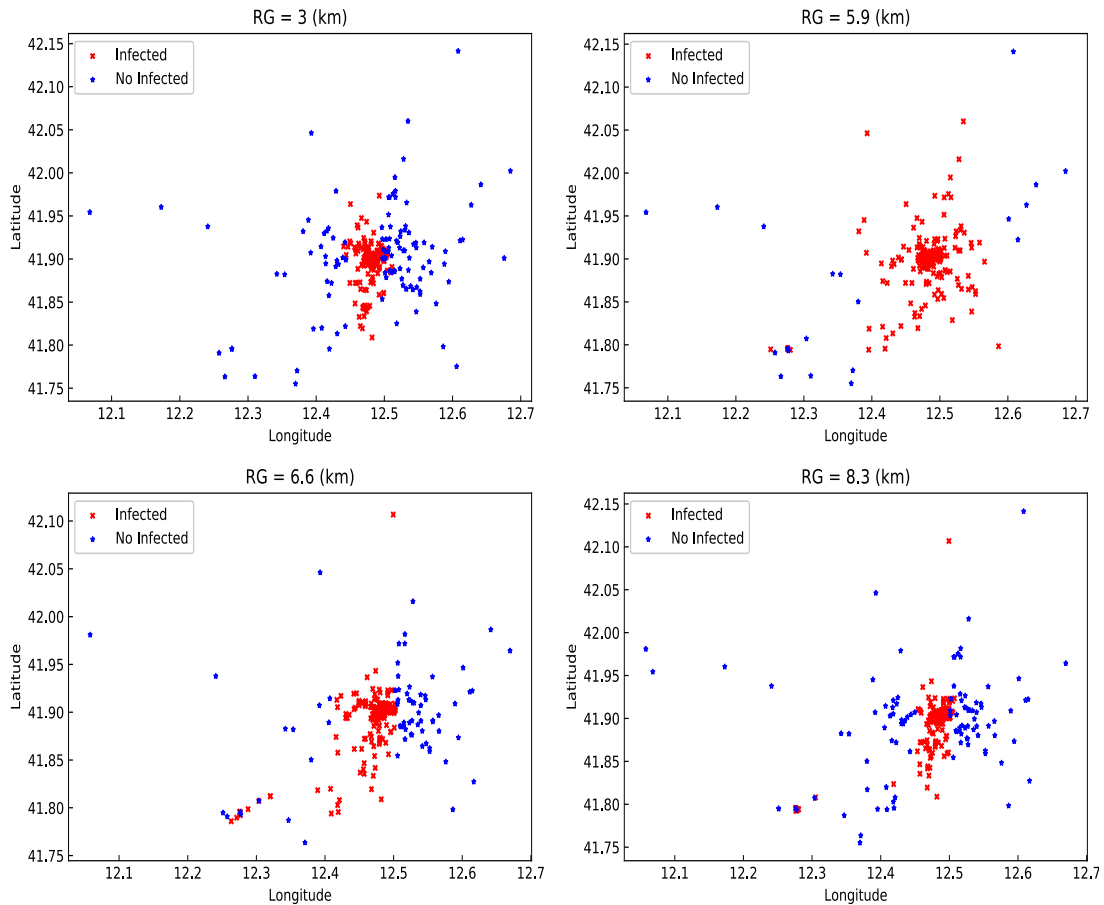 RG = 3 (km)
Infected
No Infected
42.15
42.10
42.05
42.00
41.95
41.90
41.85
41.80
41.75
Latitude
12.1 12.2 12.3 12.4 12.5 12.6 12.7
Longitude
RG = 5.9 (km)
Infected
No Infected
42.15
42.10
42.05
42.00
41.95
41.90
41.85
41.80
41.75
Latitude
12.1 12.2 12.3 12.4 12.5 12.6 12.7
Longitude
RG = 6.6 (km)
Infected
No Infected
42.10
42.05
42.00
41.95
41.90
41.85
41.80
41.75
Latitude
12.1 12.2 12.3 12.4 12.5 12.6 12.7
Longitude
RG = 8.3 (km)
Infected
No Infected
42.15
42.10
42.05
42.00
41.95
41.90
41.85
41.80
41.75
Latitude
12.1 12.2 12.3 12.4 12.5 12.6 12.7
Longitude